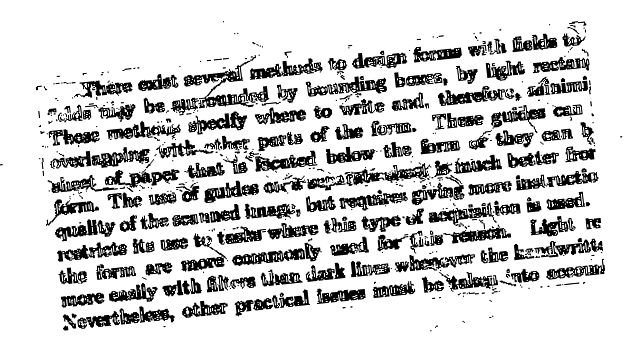 There exist several methods to design forms with fields to
fields may be surrounded by bounding boxes, by light rectan
These methods specify where to write and, therefore, minimi
overlapping with other parts of the form. These guides can
sheet of paper that is located below the form or they can b
form. The use of guides on a separate sheet is much better fror
quality of the scanned image, but requires giving more instructio
restricts its use to tasks where this type of acquisition is used.
the form are more commonly used for this reason. Light re
more easily with filters than dark lines whenever the handwritte
Nevertheless, other practical issues must be taken into accoun